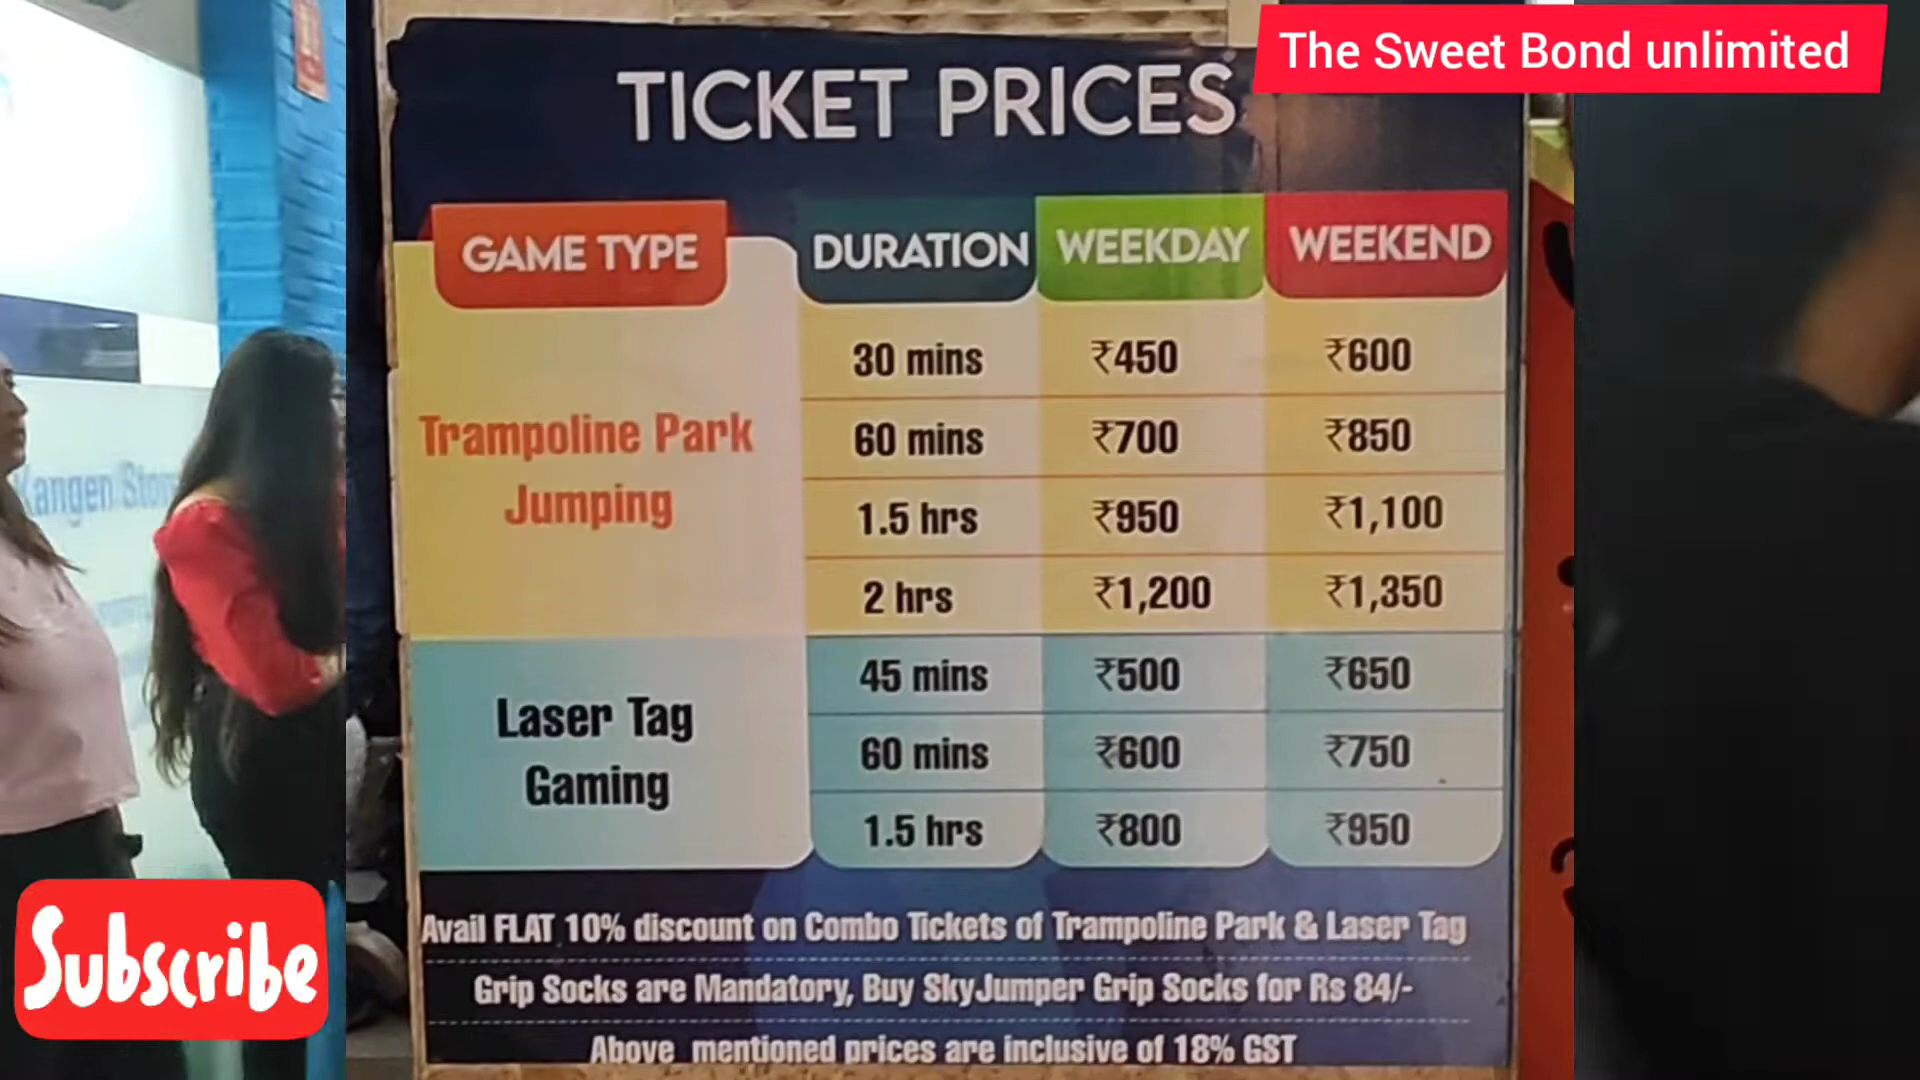 The Sweet Bond unlimited
TICKET PRICES
GAME TYPE DURATION WEEKDAY WEEKEND
Trampoline Park
Jumping
30 mins ₹450 ₹600
60 mins ₹700 ₹850
1.5 hrs ₹950 ₹1,100
2 hrs ₹1,200 ₹1,350
Laser Tag
Gaming
45 mins ₹500 ₹650
60 mins ₹600 ₹750
1.5 hrs ₹800 ₹950
Avail FLAT 10% discount on Combo Tickets of Trampoline Park & Laser Tag
Grip Socks are Mandatory, Buy SkyJumper Grip Socks for Rs 84/-
Above mentioned prices are inclusive of 18% GST
Kangen
Subscribe